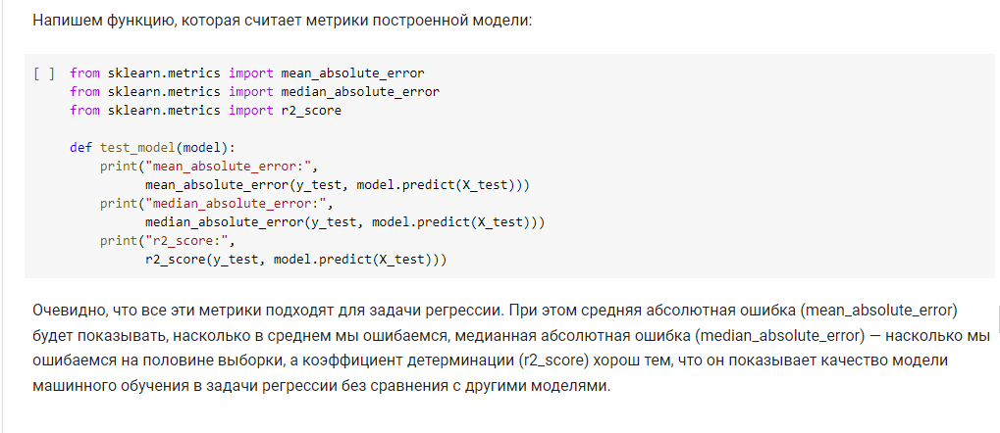 Напишем функцию, которая считает метрики построенной модели:
[ ] from sklearn.metrics import mean_absolute_error
from sklearn.metrics import median_absolute_error
from sklearn.metrics import r2_score
def test_model(model):
print("mean_absolute_error:",
mean_absolute_error(y_test, model.predict(X_test)))
print("median_absolute_error:",
median_absolute_error(y_test, model.predict(X_test)))
print("r2_score:",
r2_score(y_test, model.predict(X_test)))
Очевидно, что все эти метрики подходят для задачи регрессии. При этом средняя абсолютная ошибка (mean_absolute_error)
будет показывать, насколько в среднем мы ошибаемся, медианная абсолютная ошибка (median_absolute_error) — насколько мы
ошибаемся на половине выборки, а коэффициент детерминации (r2_score) хорош тем, что он показывает качество модели
машинного обучения в задачи регрессии без сравнения с другими моделями.